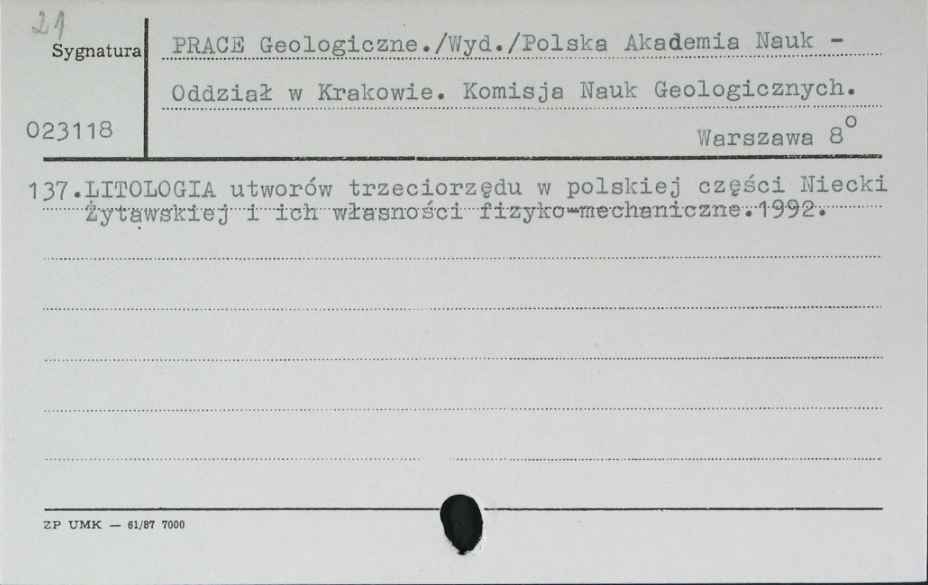 21
Sygnatura
PRACE Geologiczne./Wyd./Polska Akademia Nauk -
Oddział w Krakowie. Komisja Nauk Geologicznych.
023118
Warszawa 8°
137.LITOLOGIA utworów trzeciorzędu w polskiej części Niecki
Żytawskiej i ich własności fizyko-mechaniczne.1992.
ZP UMK — 61/87 7000